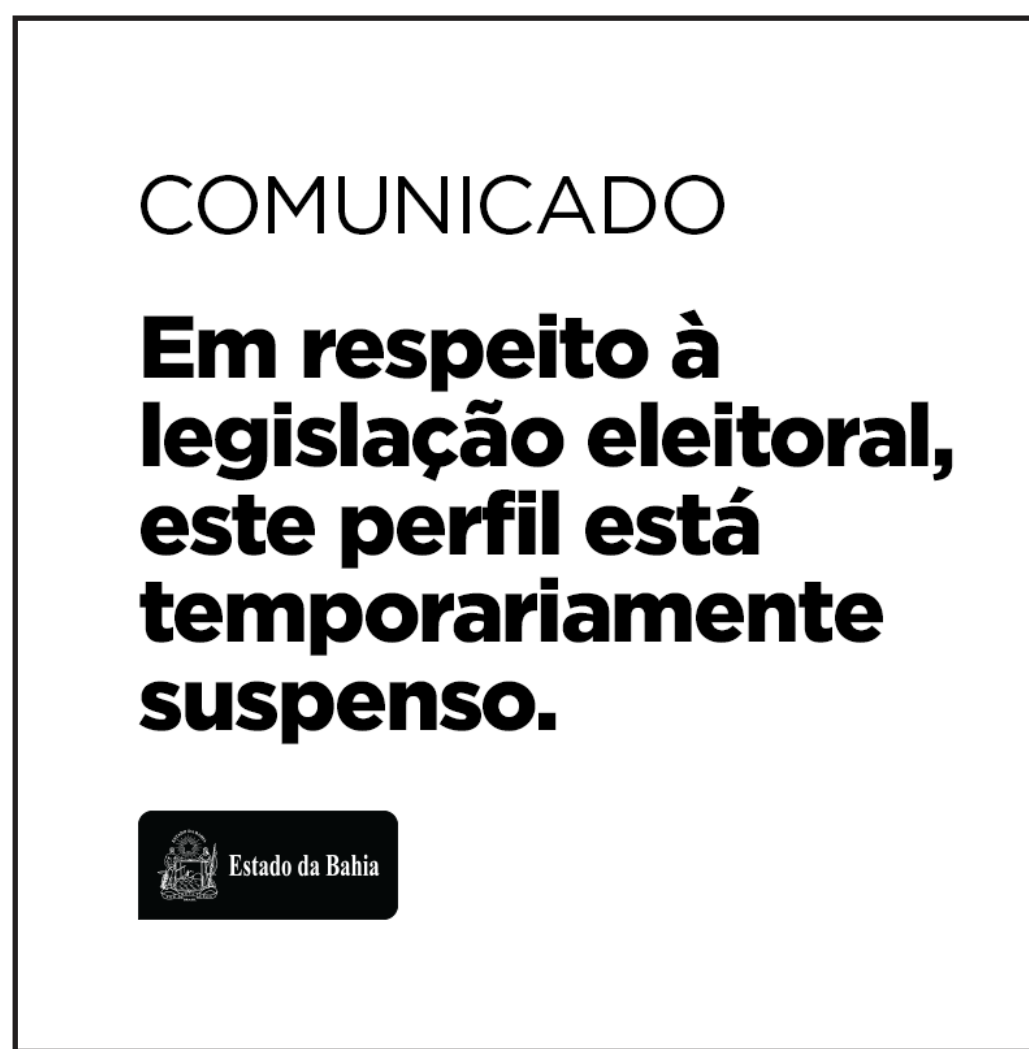 COMUNICADO
Em respeito à
legislação eleitoral,
este perfil está
temporariamente
suspenso.
Estado da Bahia